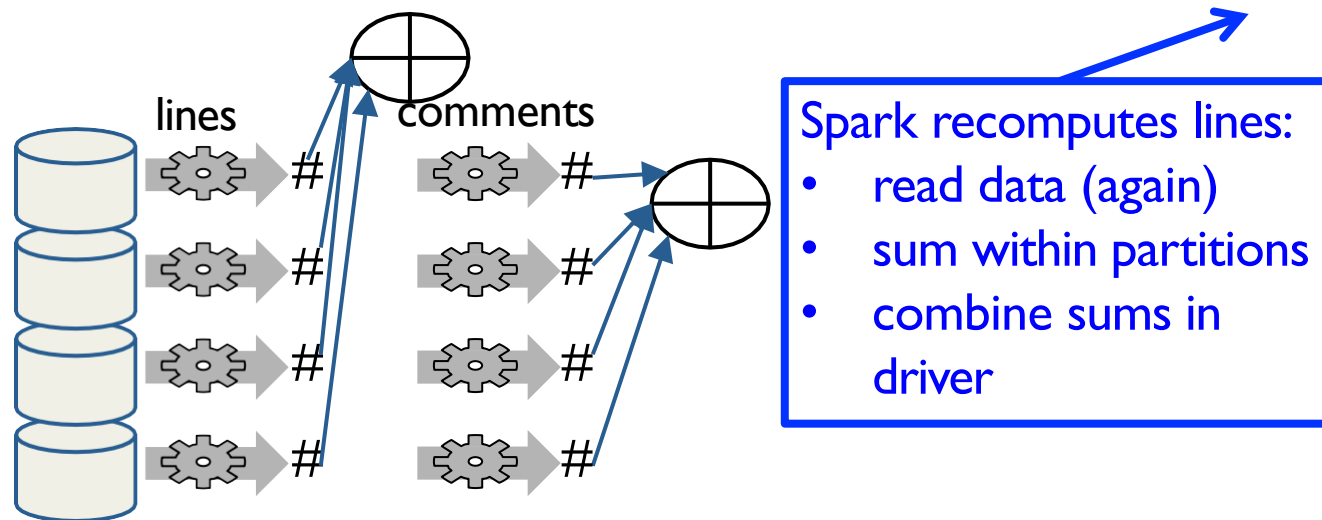 lines
comments
#
#
#
#
#
#
#
#
Spark recomputes lines:
• read data (again)
• sum within partitions
• combine sums in
driver